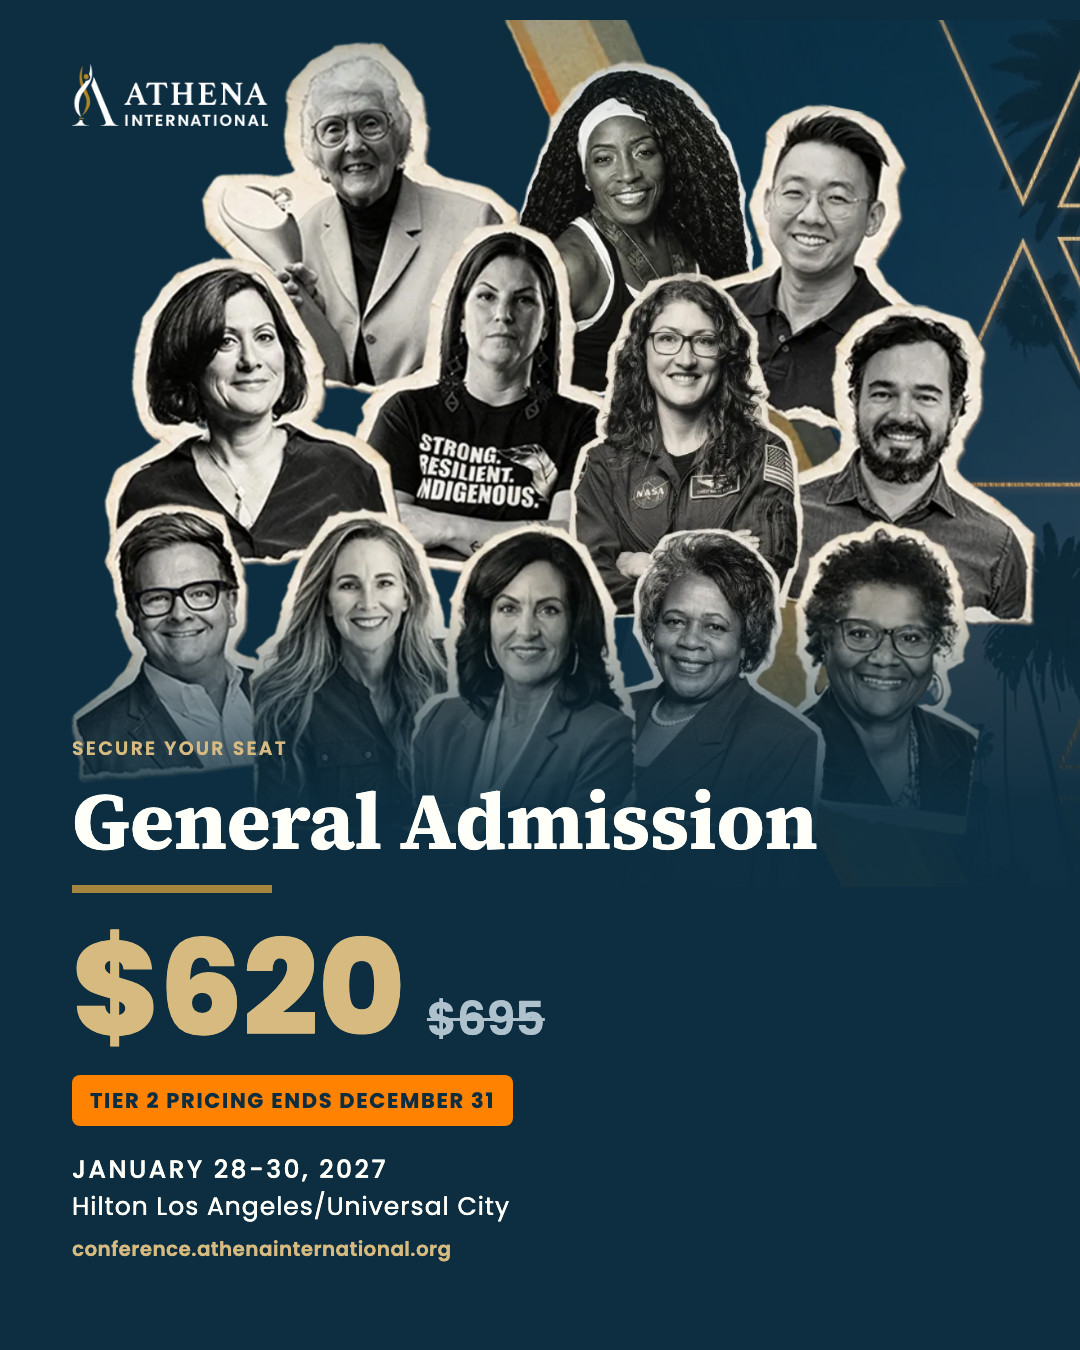 ATHENA
INTERNATIONAL
STRONG.
RESILIENT.
INDIGENOUS.
NASA
SECURE YOUR SEAT
General Admission
$620 $695
TIER 2 PRICING ENDS DECEMBER 31
JANUARY 28-30, 2027
Hilton Los Angeles/Universal City
conference.athenainternational.org